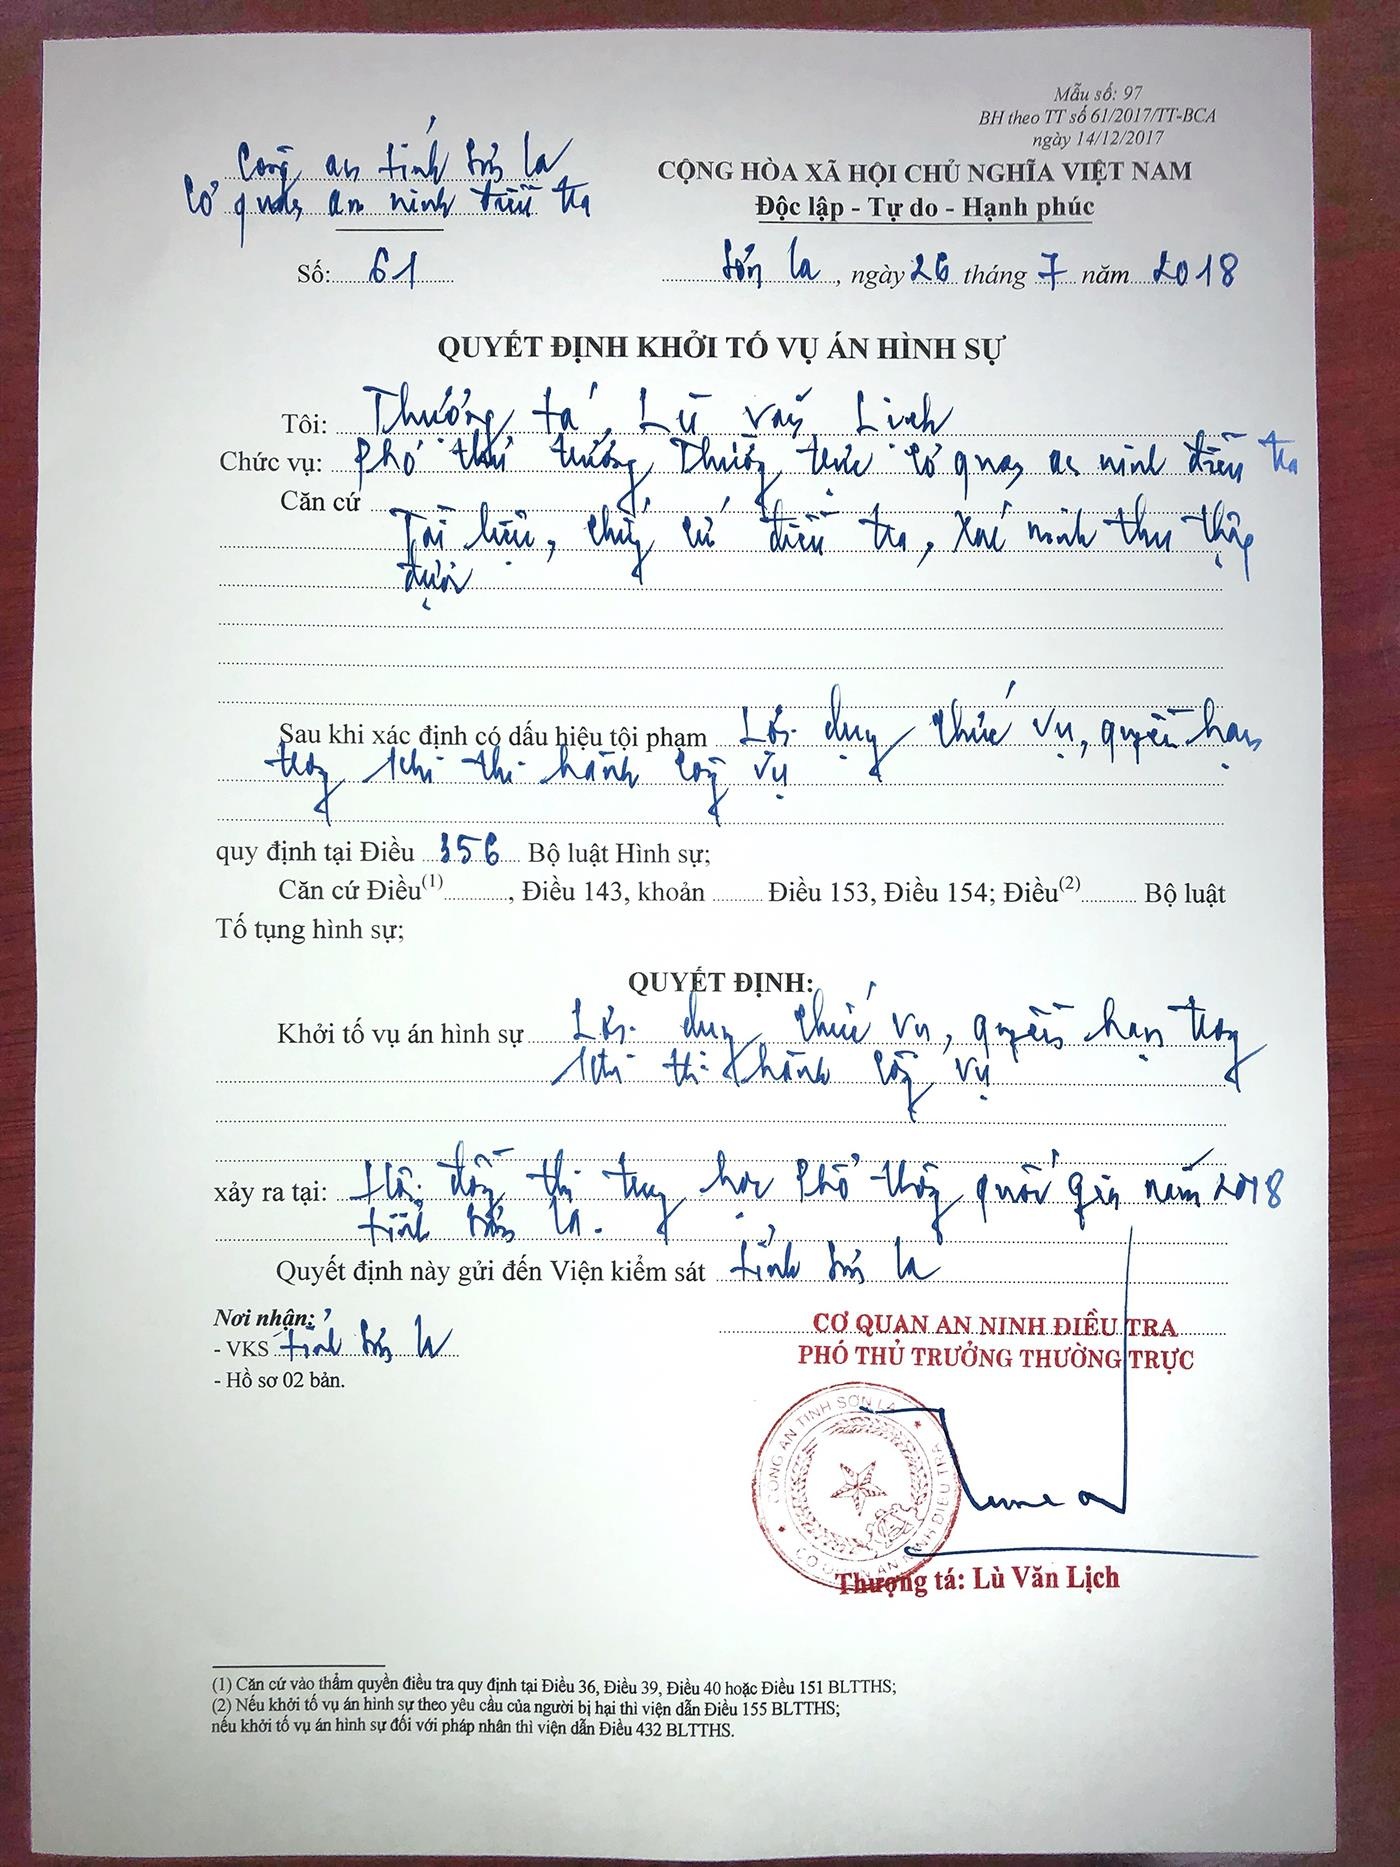 Mẫu số: 97
BH theo TT số 61/2017/TT-BCA
ngày 14/12/2017
Công an tỉnh Sơn La
Cơ quan an ninh điều tra
CỘNG HÒA XÃ HỘI CHỦ NGHĨA VIỆT NAM
Độc lập - Tự do - Hạnh phúc
Số: 61
Sơn La, ngày 26 tháng 7 năm 2018
QUYẾT ĐỊNH KHỞI TỐ VỤ ÁN HÌNH SỰ
Tôi: Thượng tá Lù Văn
Chức vụ: Phó thủ trưởng Thường trực Cơ quan an ninh điều tra
Căn cứ
Tài liệu, chứng cứ điều tra, xác minh thu thập
được
Sau khi xác định có dấu hiệu tội phạm Lợi dụng chức vụ, quyền hạn
trong khi thi hành công vụ
quy định tại Điều 356 Bộ luật Hình sự;
Căn cứ Điều(1), Điều 143, khoản Điều 153, Điều 154; Điều(2) Bộ luật
Tố tụng hình sự;
QUYẾT ĐỊNH:
Khởi tố vụ án hình sự Lợi dụng chức vụ, quyền hạn trong
khi thi hành công vụ
xảy ra tại: Hội đồng thi trung học Phổ thông quốc gia năm 2018
tỉnh Sơn La.
Quyết định này gửi đến Viện kiểm sát tỉnh Sơn La
Nơi nhận:
- VKS tỉnh Sơn La
- Hồ sơ 02 bản.
CƠ QUAN AN NINH ĐIỀU TRA
PHÓ THỦ TRƯỞNG THƯỜNG TRỰC
CÔNG AN TỈNH SƠN LA
CƠ QUAN AN NINH ĐIỀU TRA
Thượng tá: Lù Văn Lịch
(1) Căn cứ vào thẩm quyền điều tra quy định tại Điều 36, Điều 39, Điều 40 hoặc Điều 151 BLTTHS;
(2) Nếu khởi tố vụ án hình sự theo yêu cầu của người bị hại thì viện dẫn Điều 155 BLTTHS;
nếu khởi tố vụ án hình sự đối với pháp nhân thì viện dẫn Điều 432 BLTTHS.